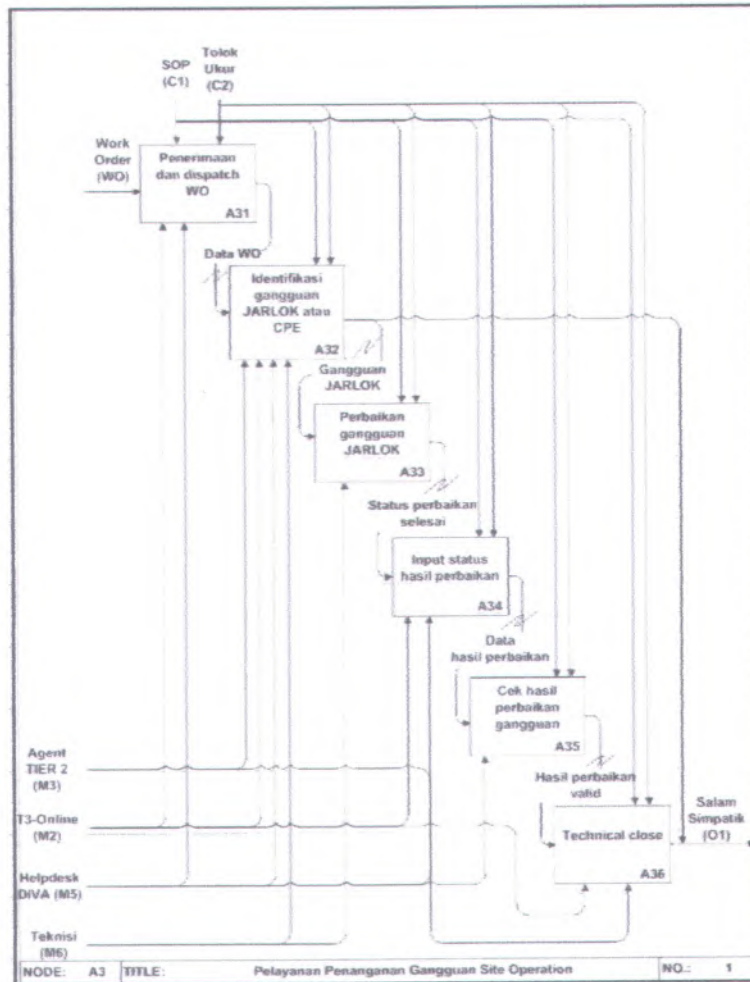 SOP
(C1)
Tolok
Ukur
(C2)
Work
Order
(WO)
Penerimaan
dan dispatch
WO
A31
Data WO
Identifikasi
gangguan
JARLOK atau
CPE
A32
Gangguan
JARLOK
Perbaikan
gangguan
JARLOK
A33
Status perbaikan
selesai
Input status
hasil perbaikan
A34
Data
hasil perbaikan
Cek hasil
perbaikan
gangguan
A35
Hasil perbaikan
valid
Technical close
A36
Salam
Simpatik
(O1)
Agent
TIER 2
(M3)
T3-Online
(M2)
Helpdesk
DIVA (M5)
Teknisi
(M6)
NODE: A3 TITLE: Pelayanan Penanganan Gangguan Site Operation NO.: 1